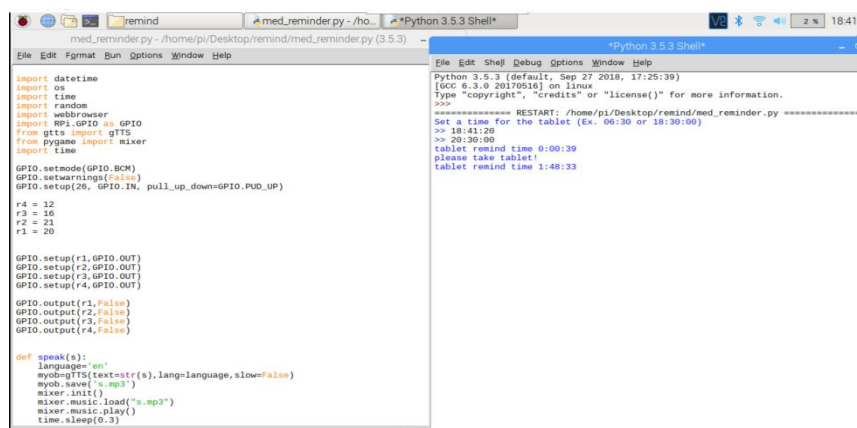 remind
med_reminder.py - /ho...
*Python 3.5.3 Shell*
V2
2 %
18:41
med_reminder.py - /home/pi/Desktop/remind/med_reminder.py (3.5.3)
File Edit Format Run Options Window Help
import datetime
import os
import time
import random
import webbrowser
import RPi.GPIO as GPIO
from gtts import gTTS
from pygame import mixer
import time
GPIO.setmode(GPIO.BCM)
GPIO.setwarnings(False)
GPIO.setup(26, GPIO.IN, pull_up_down=GPIO.PUD_UP)
r4 = 12
r3 = 16
r2 = 21
r1 = 20
GPIO.setup(r1,GPIO.OUT)
GPIO.setup(r2,GPIO.OUT)
GPIO.setup(r3,GPIO.OUT)
GPIO.setup(r4,GPIO.OUT)
GPIO.output(r1,False)
GPIO.output(r2,False)
GPIO.output(r3,False)
GPIO.output(r4,False)
def speak(s):
    language='en'
    myob=gTTS(text=str(s),lang=language,slow=False)
    myob.save('s.mp3')
    mixer.init()
    mixer.music.load("s.mp3")
    mixer.music.play()
    time.sleep(0.3)
*Python 3.5.3 Shell*
File Edit Shell Debug Options Window Help
Python 3.5.3 (default, Sep 27 2018, 17:25:39)
[GCC 6.3.0 20170516] on linux
Type "copyright", "credits" or "license()" for more information.
>>>
============== RESTART: /home/pi/Desktop/remind/med_reminder.py ==============
Set a time for the tablet (Ex. 06:30 or 18:30:00)
>> 18:41:20
>> 20:30:00
tablet remind time 0:00:39
please take tablet!
tablet remind time 1:48:33